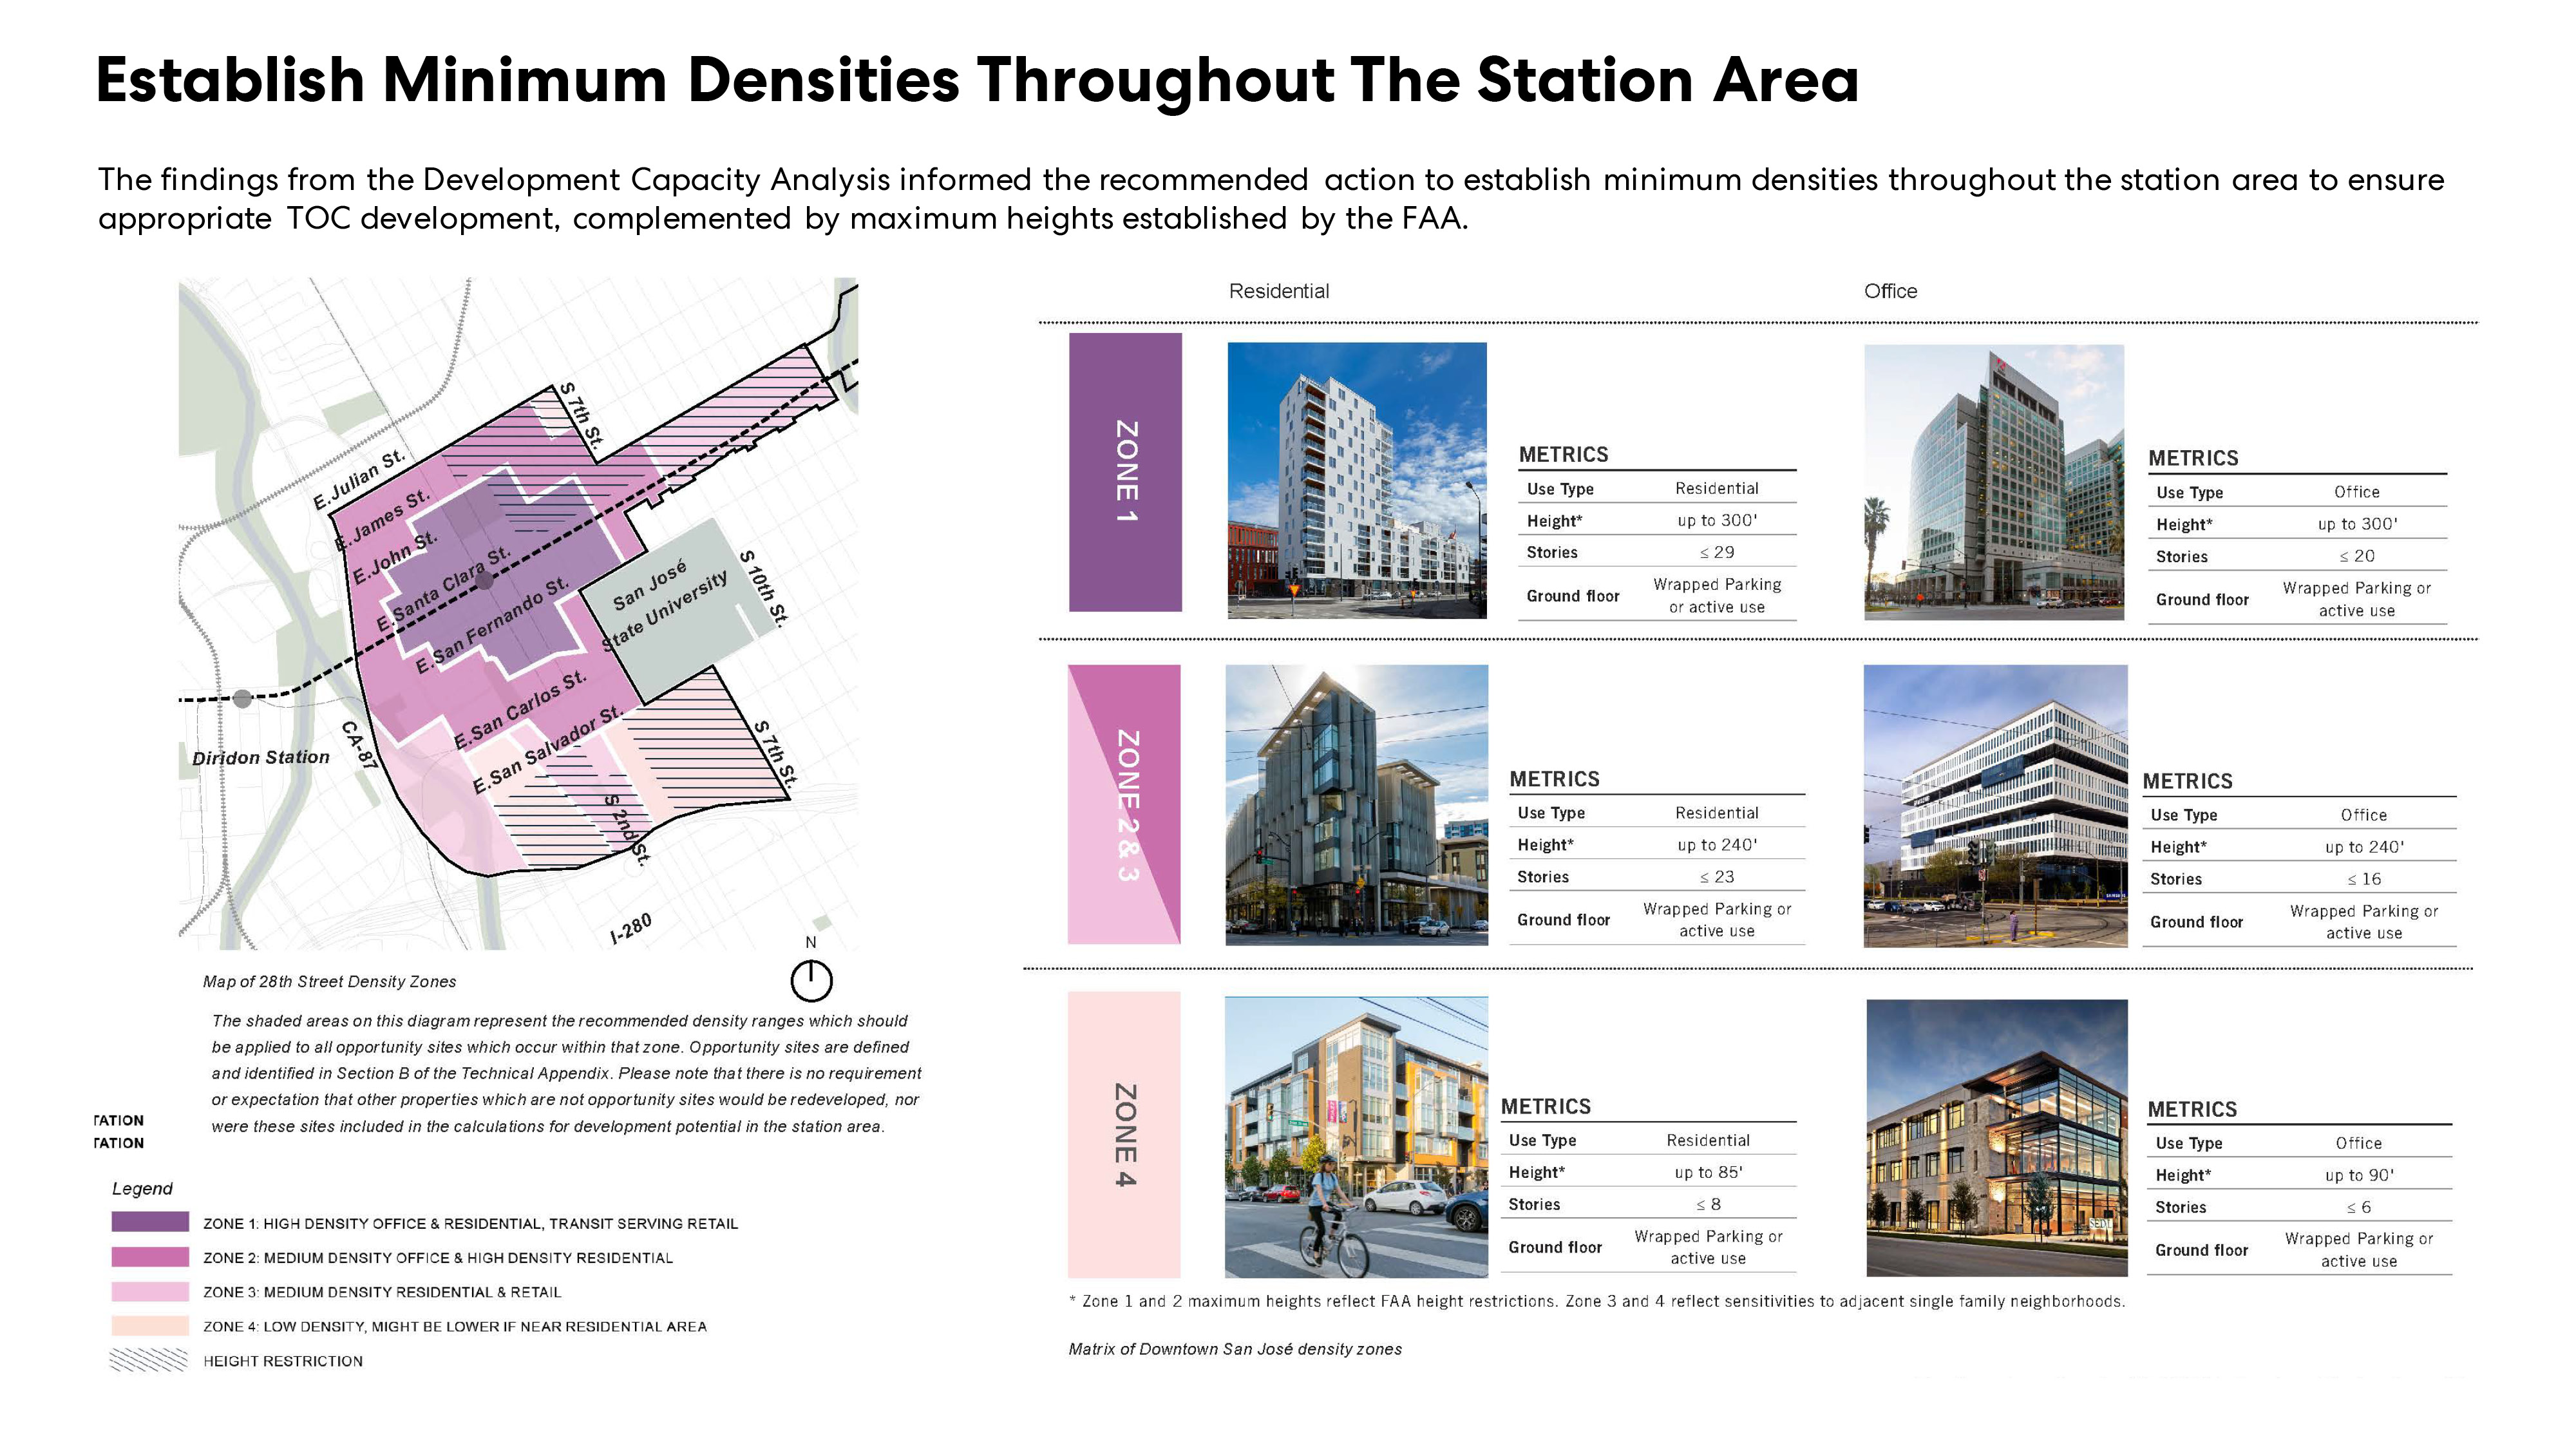 Establish Minimum Densities Throughout The Station Area
The findings from the Development Capacity Analysis informed the recommended action to establish minimum densities throughout the station area to ensure
appropriate TOC development, complemented by maximum heights established by the FAA.
S 7th St.
E.Julian St.
E.James St.
E.John St.
E.Santa Clara St.
E.San Fernando St.
San José
State University
S 10th St.
E.San Carlos St.
E.San Salvador St.
S 7th St.
S 2nd St.
CA-87
Diridon Station
I-280
N
Map of 28th Street Density Zones
The shaded areas on this diagram represent the recommended density ranges which should
be applied to all opportunity sites which occur within that zone. Opportunity sites are defined
and identified in Section B of the Technical Appendix. Please note that there is no requirement
or expectation that other properties which are not opportunity sites would be redeveloped, nor
were these sites included in the calculations for development potential in the station area.
TATION
TATION
Legend
ZONE 1: HIGH DENSITY OFFICE & RESIDENTIAL, TRANSIT SERVING RETAIL
ZONE 2: MEDIUM DENSITY OFFICE & HIGH DENSITY RESIDENTIAL
ZONE 3: MEDIUM DENSITY RESIDENTIAL & RETAIL
ZONE 4: LOW DENSITY, MIGHT BE LOWER IF NEAR RESIDENTIAL AREA
HEIGHT RESTRICTION
Residential
Office
ZONE 1
METRICS
Use Type Residential
Height* up to 300'
Stories ≤ 29
Ground floor Wrapped Parking
or active use
METRICS
Use Type Office
Height* up to 300'
Stories ≤ 20
Ground floor Wrapped Parking or
active use
ZONE 2 & 3
METRICS
Use Type Residential
Height* up to 240'
Stories ≤ 23
Ground floor Wrapped Parking or
active use
METRICS
Use Type Office
Height* up to 240'
Stories ≤ 16
Ground floor Wrapped Parking or
active use
ZONE 4
METRICS
Use Type Residential
Height* up to 85'
Stories ≤ 8
Ground floor Wrapped Parking or
active use
SEDL
METRICS
Use Type Office
Height* up to 90'
Stories ≤ 6
Ground floor Wrapped Parking or
active use
* Zone 1 and 2 maximum heights reflect FAA height restrictions. Zone 3 and 4 reflect sensitivities to adjacent single family neighborhoods.
Matrix of Downtown San José density zones